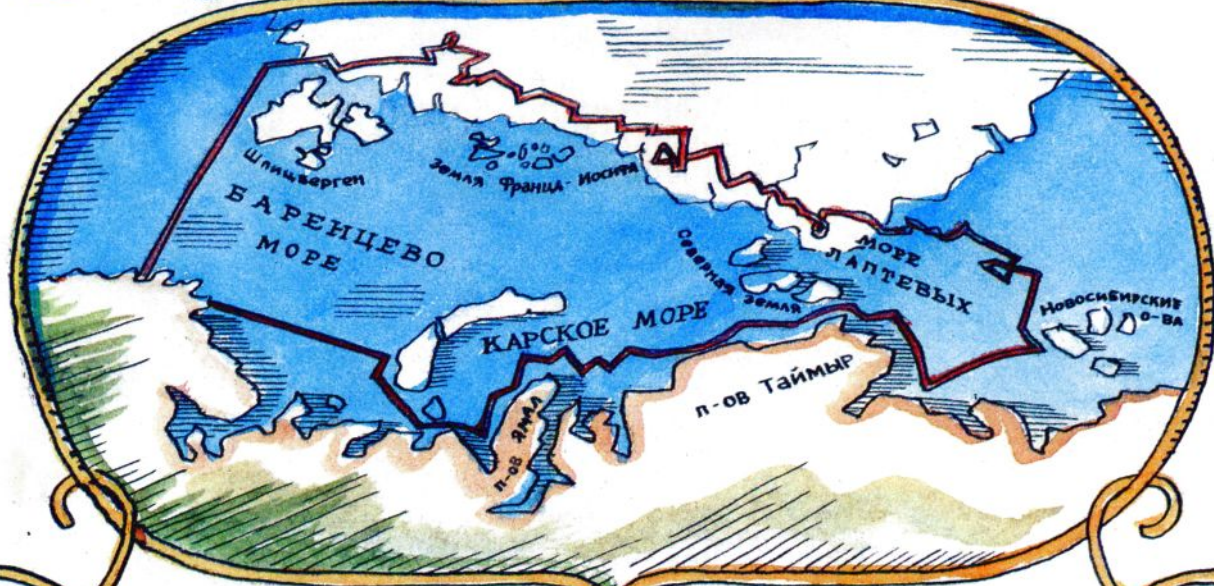 Шпицберген
Земля Франца-Иосифа
БАРЕНЦЕВО
МОРЕ
Северная Земля
МОРЕ
ЛАПТЕВЫХ
Новосибирские
о-ва
КАРСКОЕ МОРЕ
п-ов Таймыр
п-ов ЯМАЛ